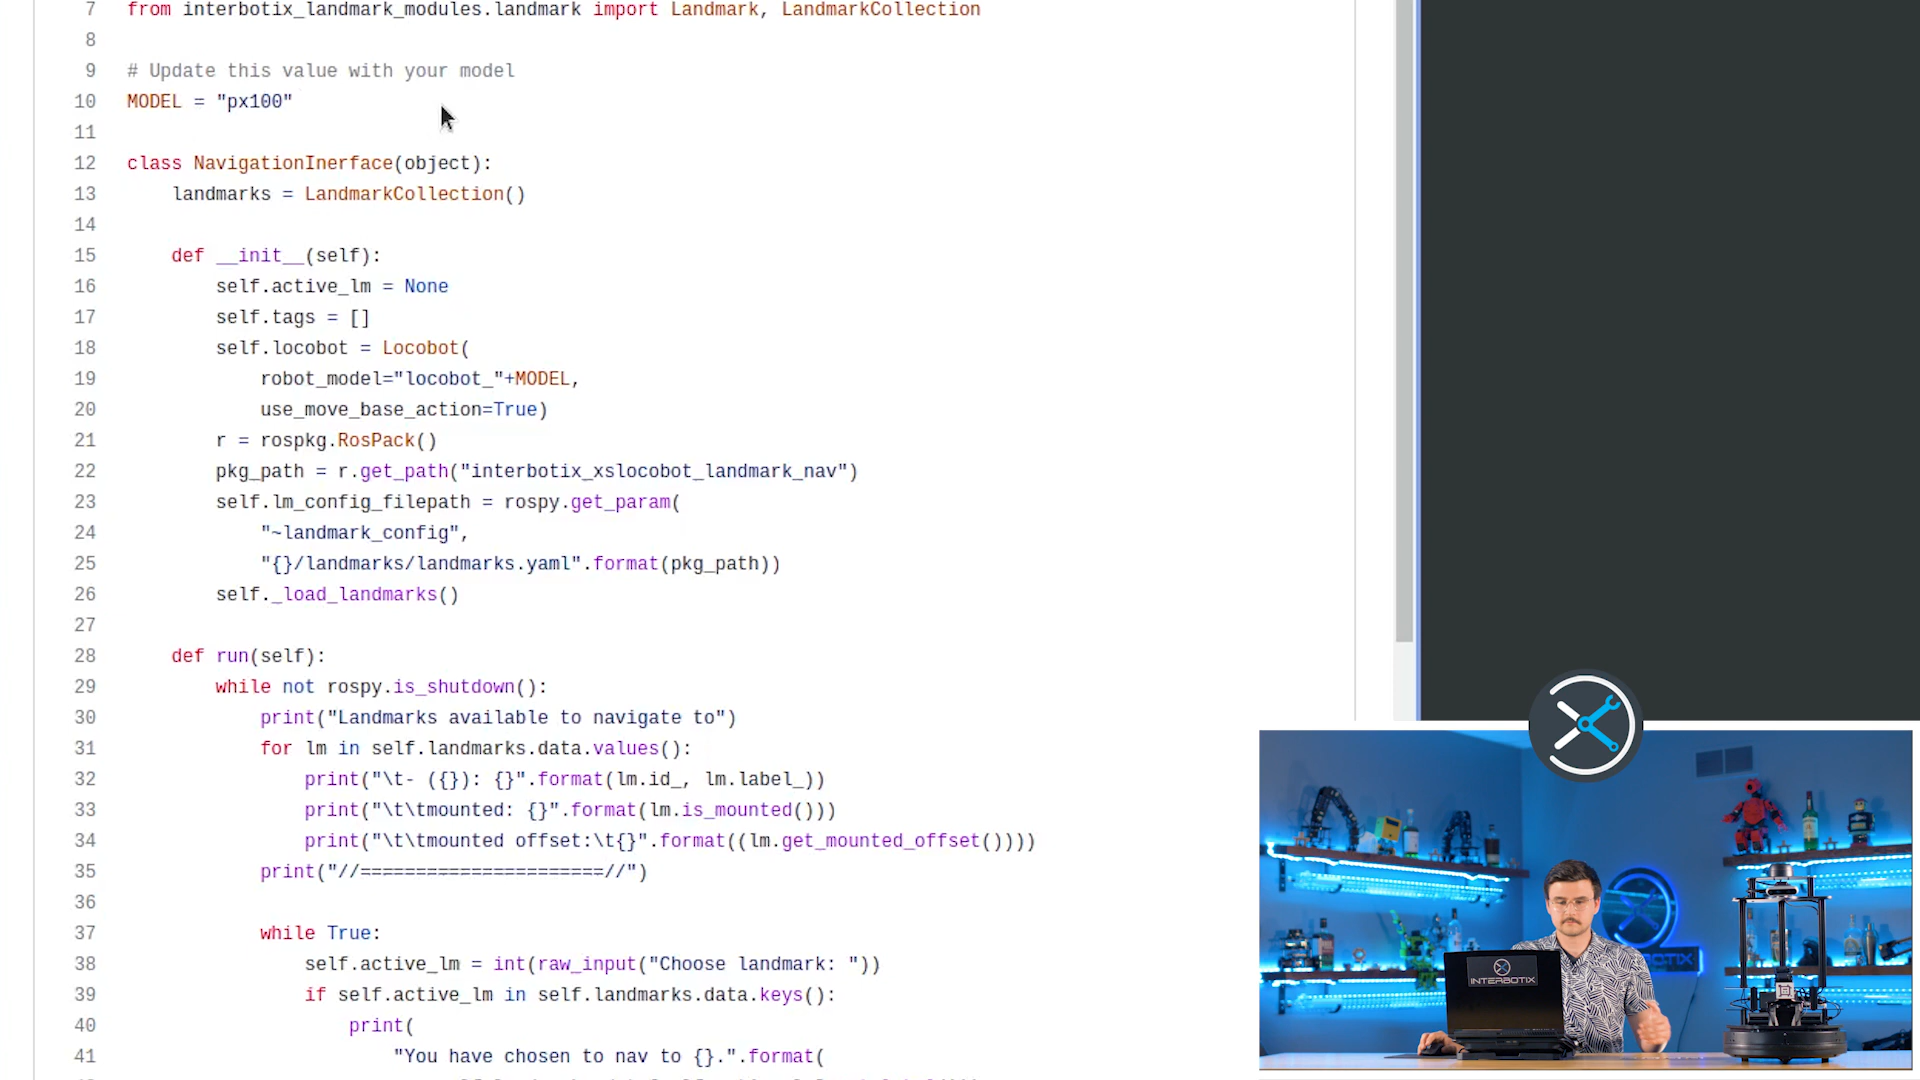 7 from interbotix_landmark_modules.landmark import Landmark, LandmarkCollection
8
9 # Update this value with your model
10 MODEL = "px100"
11
12 class NavigationInerface(object):
13     landmarks = LandmarkCollection()
14
15     def __init__(self):
16         self.active_lm = None
17         self.tags = []
18         self.locobot = Locobot(
19             robot_model="locobot_"+MODEL,
20             use_move_base_action=True)
21         r = rospkg.RosPack()
22         pkg_path = r.get_path("interbotix_xslocobot_landmark_nav")
23         self.lm_config_filepath = rospy.get_param(
24             "~landmark_config",
25             "{}/landmarks/landmarks.yaml".format(pkg_path))
26         self._load_landmarks()
27
28     def run(self):
29         while not rospy.is_shutdown():
30             print("Landmarks available to navigate to")
31             for lm in self.landmarks.data.values():
32                 print("\t- ({}): {}".format(lm.id_, lm.label_))
33                 print("\t\tmounted: {}".format(lm.is_mounted()))
34                 print("\t\tmounted offset:\t{}".format((lm.get_mounted_offset())))
35             print("//======================//")
36
37             while True:
38                 self.active_lm = int(raw_input("Choose landmark: "))
39                 if self.active_lm in self.landmarks.data.keys():
40                     print(
41                         "You have chosen to nav to {}.".format(
INTERBOTIX